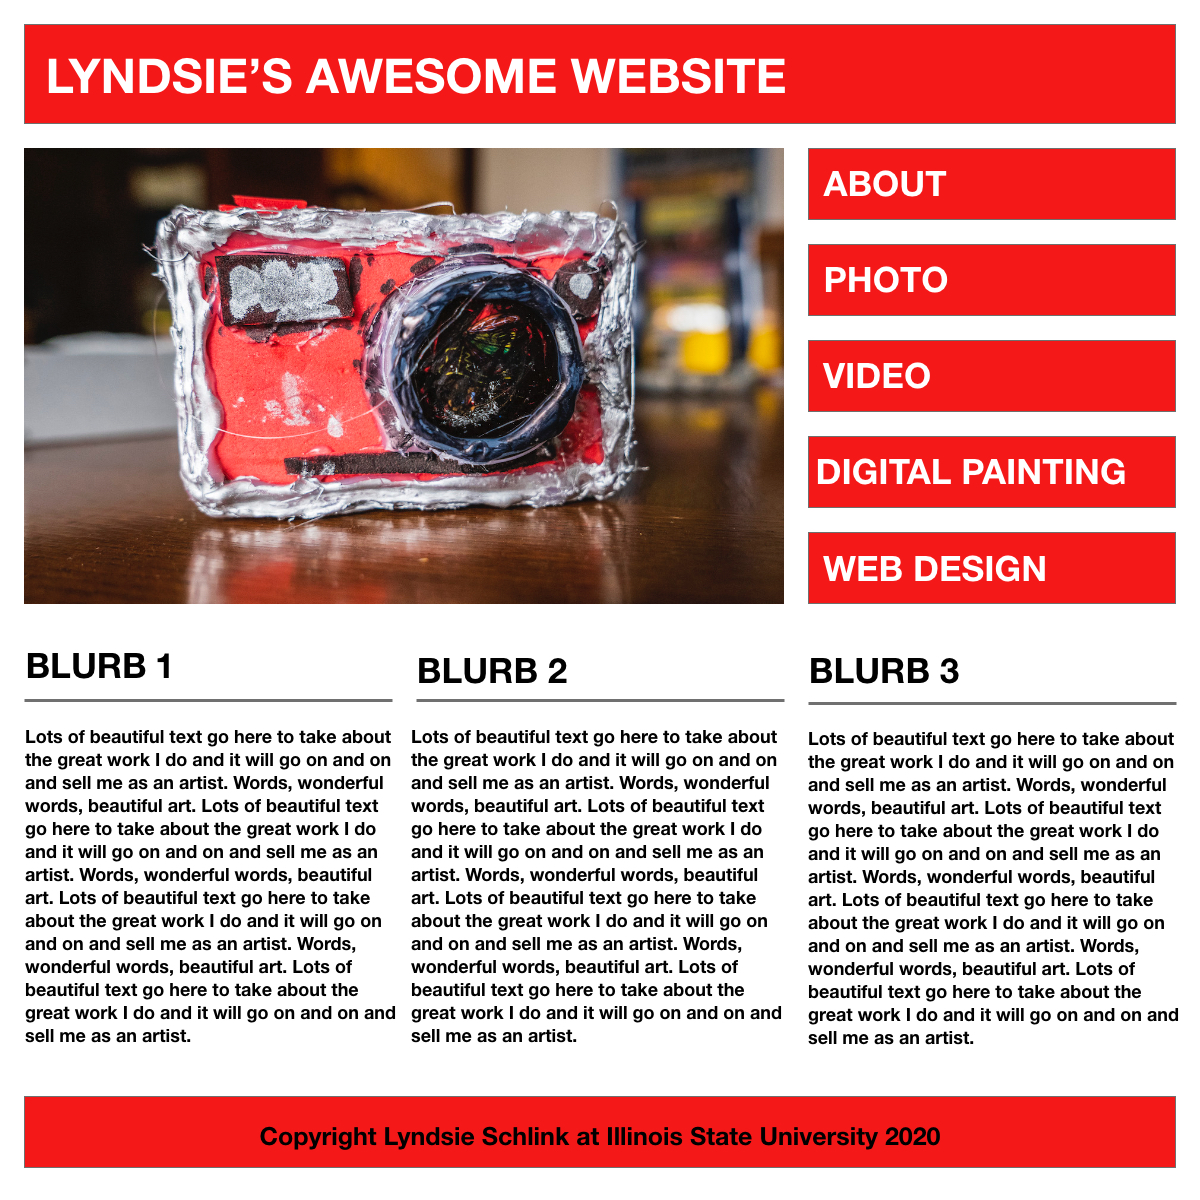 LYNDSIE’S AWESOME WEBSITE
ABOUT
PHOTO
VIDEO
DIGITAL PAINTING
WEB DESIGN
BLURB 1
Lots of beautiful text go here to take about
the great work I do and it will go on and on
and sell me as an artist. Words, wonderful
words, beautiful art. Lots of beautiful text
go here to take about the great work I do
and it will go on and on and sell me as an
artist. Words, wonderful words, beautiful
art. Lots of beautiful text go here to take
about the great work I do and it will go on
and on and sell me as an artist. Words,
wonderful words, beautiful art. Lots of
beautiful text go here to take about the
great work I do and it will go on and on and
sell me as an artist.
BLURB 2
Lots of beautiful text go here to take about
the great work I do and it will go on and on
and sell me as an artist. Words, wonderful
words, beautiful art. Lots of beautiful text
go here to take about the great work I do
and it will go on and on and sell me as an
artist. Words, wonderful words, beautiful
art. Lots of beautiful text go here to take
about the great work I do and it will go on
and on and sell me as an artist. Words,
wonderful words, beautiful art. Lots of
beautiful text go here to take about the
great work I do and it will go on and on and
sell me as an artist.
BLURB 3
Lots of beautiful text go here to take about
the great work I do and it will go on and on
and sell me as an artist. Words, wonderful
words, beautiful art. Lots of beautiful text
go here to take about the great work I do
and it will go on and on and sell me as an
artist. Words, wonderful words, beautiful
art. Lots of beautiful text go here to take
about the great work I do and it will go on
and on and sell me as an artist. Words,
wonderful words, beautiful art. Lots of
beautiful text go here to take about the
great work I do and it will go on and on and
sell me as an artist.
Copyright Lyndsie Schlink at Illinois State University 2020